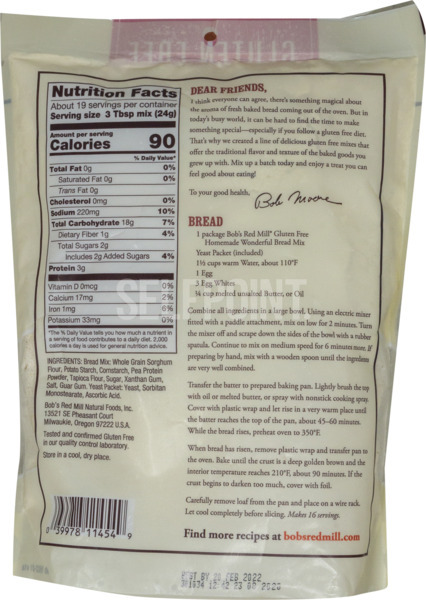 GLUTEN FREE
Nutrition Facts
About 19 servings per container
Serving size 3 Tbsp mix (24g)
Amount per serving
Calories 90
% Daily Value*
Total Fat 0g 0%
Saturated Fat 0g 0%
Trans Fat 0g
Cholesterol 0mg 0%
Sodium 220mg 10%
Total Carbohydrate 18g 7%
Dietary Fiber 1g 4%
Total Sugars 2g
Includes 2g Added Sugars 4%
Protein 3g
Vitamin D 0mcg 0%
Calcium 17mg 2%
Iron 1mg 6%
Potassium 33mg 0%
*The % Daily Value tells you how much a nutrient in
a serving of food contributes to a daily diet. 2,000
calories a day is used for general nutrition advice.
INGREDIENTS: Bread Mix: Whole Grain Sorghum
Flour, Potato Starch, Cornstarch, Pea Protein
Powder, Tapioca Flour, Sugar, Xanthan Gum,
Salt, Guar Gum. Yeast Packet: Yeast, Sorbitan
Monostearate, Ascorbic Acid.
Bob's Red Mill Natural Foods, Inc.
13521 SE Pheasant Court
Milwaukie, Oregon 97222 U.S.A.
Tested and confirmed Gluten Free
in our quality control laboratory.
Store in a cool, dry place.
0 39978 11454 9
DEAR FRIENDS,
I think everyone can agree, there's something magical about
the aroma of fresh baked bread coming out of the oven. But in
today's busy world, it can be hard to find the time to make
something special—especially if you follow a gluten free diet.
That's why we created a line of delicious gluten free mixes that
offer the traditional flavor and texture of the baked goods you
grew up with. Mix up a batch today and enjoy a treat you can
feel good about eating!
To your good health,
Bob Moore
BREAD
1 package Bob's Red Mill® Gluten Free
Homemade Wonderful Bread Mix
Yeast Packet (included)
1½ cups warm Water, about 110°F
1 Egg
3 Egg Whites
¼ cup melted unsalted Butter, or Oil
Combine all ingredients in a large bowl. Using an electric mixer
fitted with a paddle attachment, mix on low for 2 minutes. Turn
the mixer off and scrape down the sides of the bowl with a rubber
spatula. Continue to mix on medium speed for 6 minutes more. If
preparing by hand, mix with a wooden spoon until the ingredients
are very well combined.
Transfer the batter to prepared baking pan. Lightly brush the top
with oil or melted butter, or spray with nonstick cooking spray.
Cover with plastic wrap and let rise in a very warm place until
the batter reaches the top of the pan, about 45–60 minutes.
While the bread rises, preheat oven to 350°F.
When bread has risen, remove plastic wrap and transfer pan to
the oven. Bake until the crust is a deep golden brown and the
interior temperature reaches 210°F, about 90 minutes. If the
crust begins to darken too much, cover with foil.
Carefully remove loaf from the pan and place on a wire rack.
Let cool completely before slicing. Makes 16 servings.
Find more recipes at bobsredmill.com